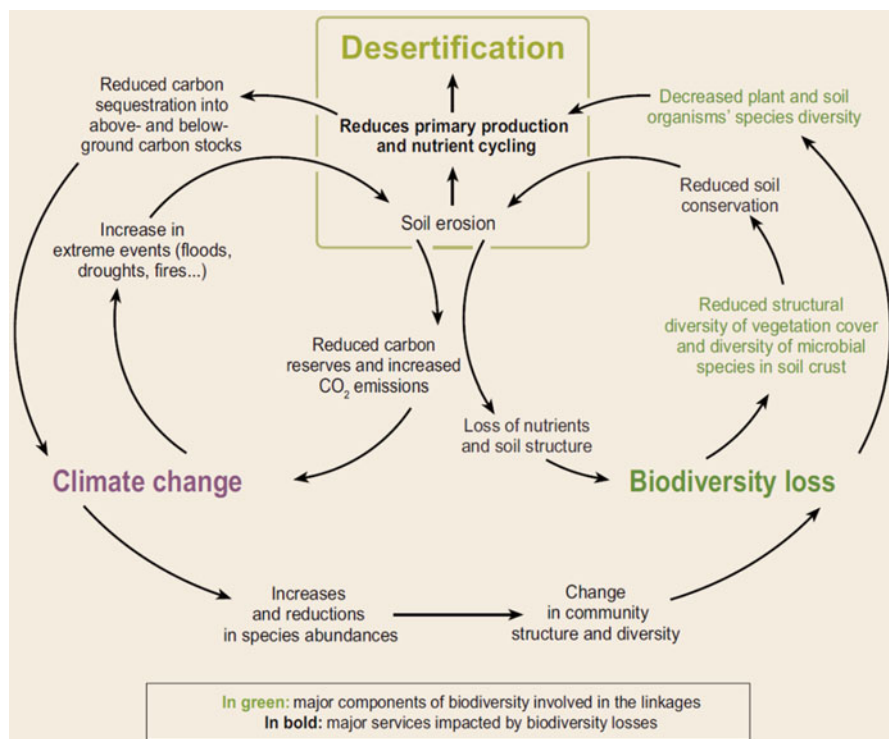 Desertification
Reduced carbon
sequestration into
above- and below-
ground carbon stocks
Reduces primary production
and nutrient cycling
Decreased plant and soil
organisms’ species diversity
Increase in
extreme events (floods,
droughts, fires...)
Soil erosion
Reduced soil
conservation
Reduced carbon
reserves and increased
CO₂ emissions
Reduced structural
diversity of vegetation cover
and diversity of microbial
species in soil crust
Loss of nutrients
and soil structure
Climate change
Biodiversity loss
Increases
and reductions
in species abundances
Change
in community
structure and diversity
In green: major components of biodiversity involved in the linkages
In bold: major services impacted by biodiversity losses